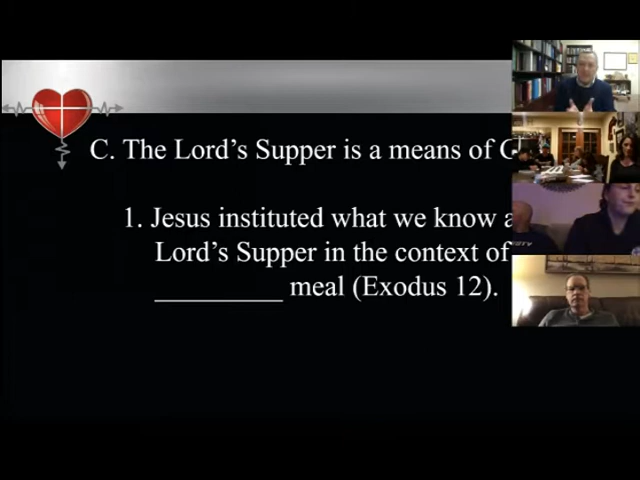 C. The Lord's Supper is a means of
1. Jesus instituted what we know
Lord's Supper in the context of
_________ meal (Exodus 12).